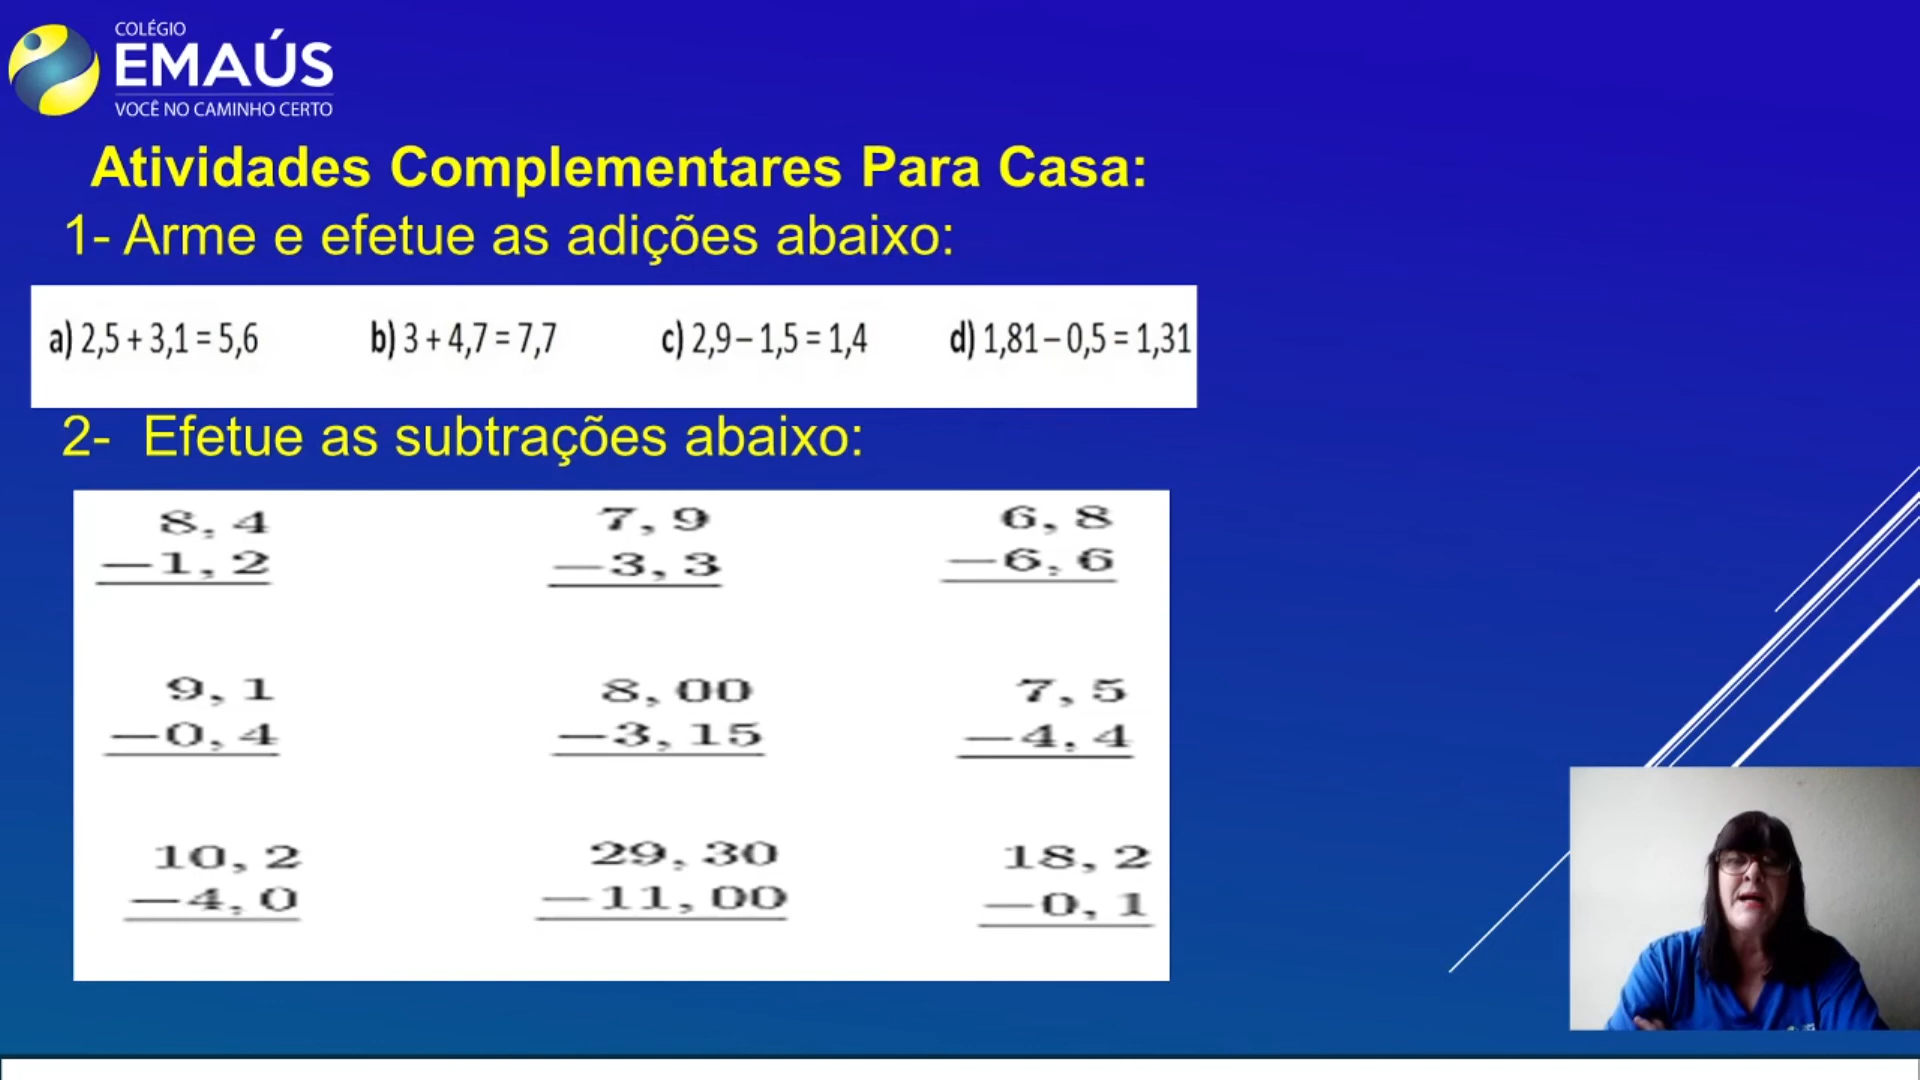 COLÉGIO
EMAÚS
VOCÊ NO CAMINHO CERTO
Atividades Complementares Para Casa:
1- Arme e efetue as adições abaixo:
a) 2,5 + 3,1 = 5,6 b) 3 + 4,7 = 7,7 c) 2,9 – 1,5 = 1,4 d) 1,81 – 0,5 = 1,31
2- Efetue as subtrações abaixo:
8,4 7,9 6,8
−1,2 −3,3 −6,6
9,1 8,00 7,5
−0,4 −3,15 −4,4
10,2 29,30 18,2
−4,0 −11,00 −0,1